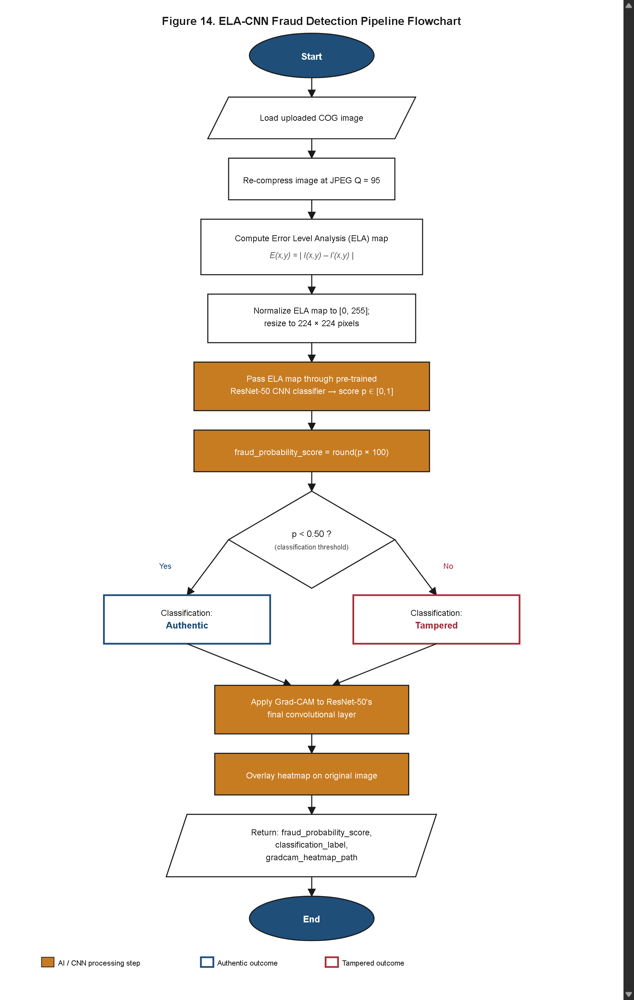 Figure 14. ELA-CNN Fraud Detection Pipeline Flowchart
Start
Load uploaded COG image
Re-compress image at JPEG Q = 95
Compute Error Level Analysis (ELA) map
E(x,y) = | I(x,y) – I'(x,y) |
Normalize ELA map to [0, 255];
resize to 224 × 224 pixels
Pass ELA map through pre-trained
ResNet-50 CNN classifier → score p ∈ [0,1]
fraud_probability_score = round(p × 100)
p < 0.50 ?
(classification threshold)
Yes
No
Classification:
Authentic
Classification:
Tampered
Apply Grad-CAM to ResNet-50's
final convolutional layer
Overlay heatmap on original image
Return: fraud_probability_score,
classification_label,
gradcam_heatmap_path
End
AI / CNN processing step
Authentic outcome
Tampered outcome